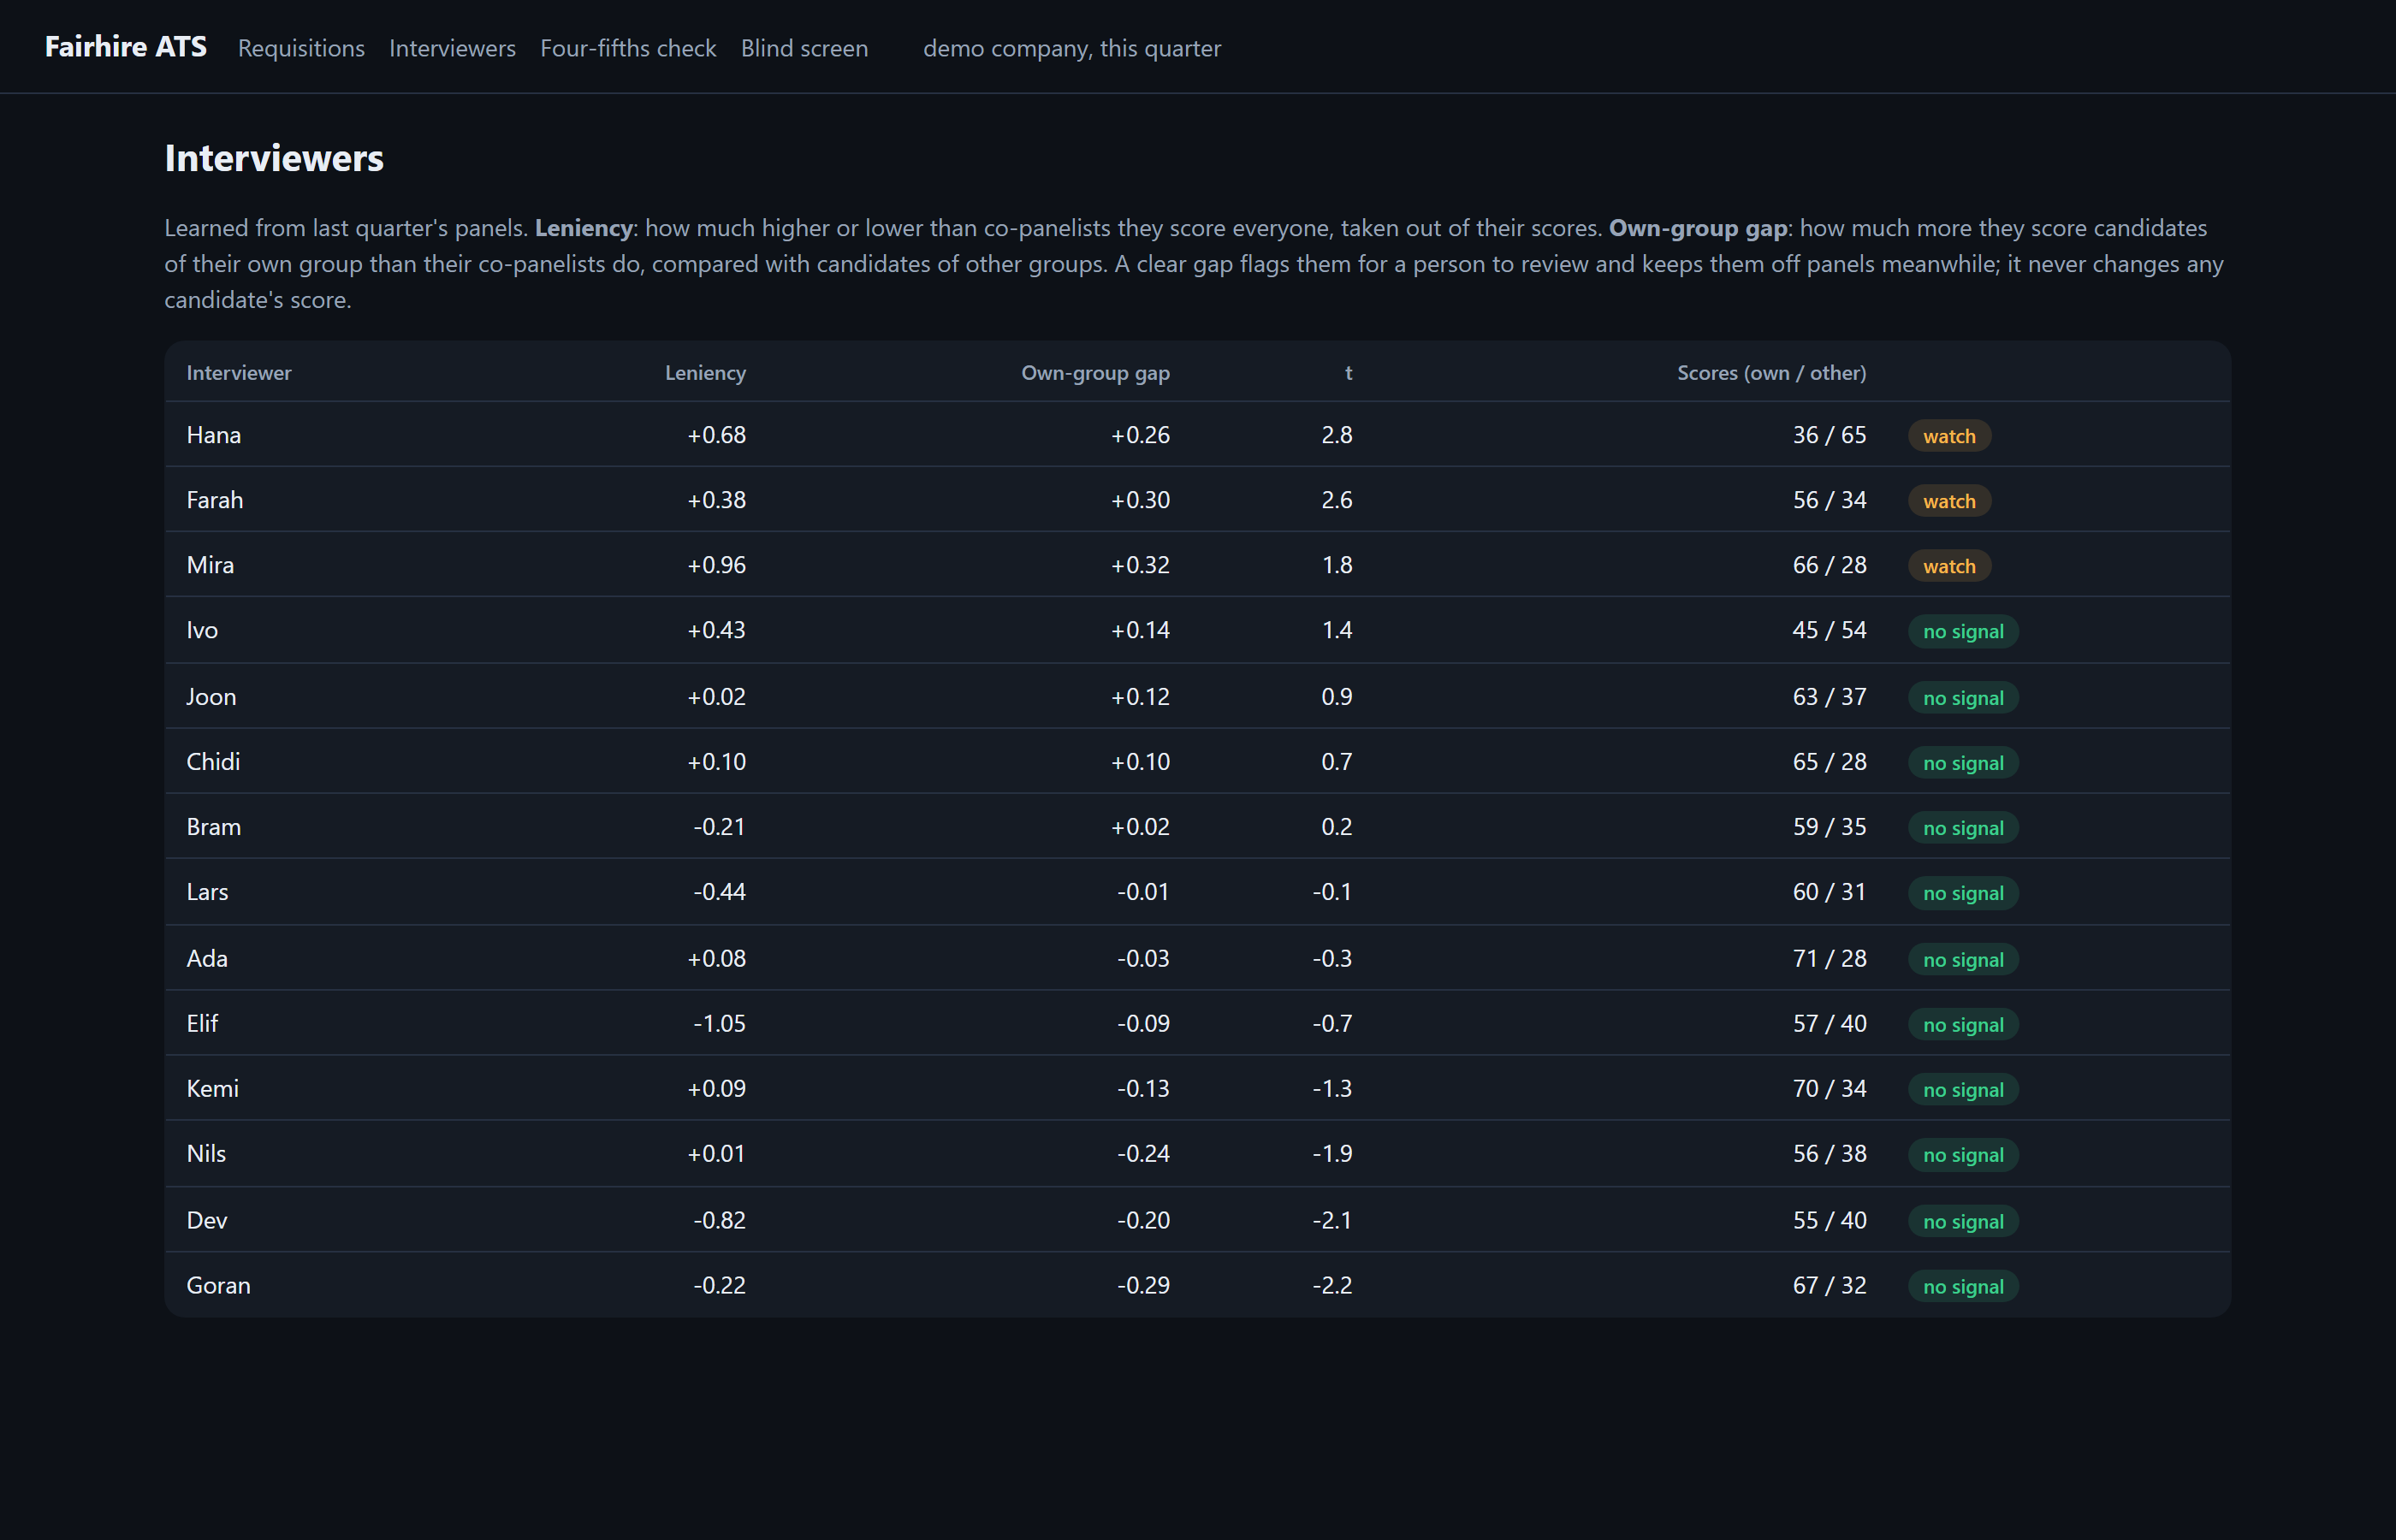 Fairhire ATS Requisitions Interviewers Four-fifths check Blind screen demo company, this quarter
Interviewers
Learned from last quarter's panels. Leniency: how much higher or lower than co-panelists they score everyone, taken out of their scores. Own-group gap: how much more they score candidates
of their own group than their co-panelists do, compared with candidates of other groups. A clear gap flags them for a person to review and keeps them off panels meanwhile; it never changes any
candidate's score.
Interviewer Leniency Own-group gap t Scores (own / other)
Hana +0.68 +0.26 2.8 36 / 65 watch
Farah +0.38 +0.30 2.6 56 / 34 watch
Mira +0.96 +0.32 1.8 66 / 28 watch
Ivo +0.43 +0.14 1.4 45 / 54 no signal
Joon +0.02 +0.12 0.9 63 / 37 no signal
Chidi +0.10 +0.10 0.7 65 / 28 no signal
Bram -0.21 +0.02 0.2 59 / 35 no signal
Lars -0.44 -0.01 -0.1 60 / 31 no signal
Ada +0.08 -0.03 -0.3 71 / 28 no signal
Elif -1.05 -0.09 -0.7 57 / 40 no signal
Kemi +0.09 -0.13 -1.3 70 / 34 no signal
Nils +0.01 -0.24 -1.9 56 / 38 no signal
Dev -0.82 -0.20 -2.1 55 / 40 no signal
Goran -0.22 -0.29 -2.2 67 / 32 no signal